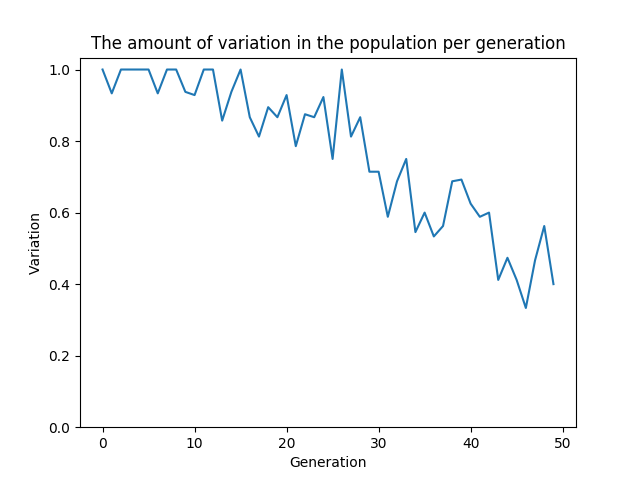 The amount of variation in the population per generation
1.0
0.8
0.6
0.4
0.2
0.0
Variation
0 10 20 30 40 50
Generation